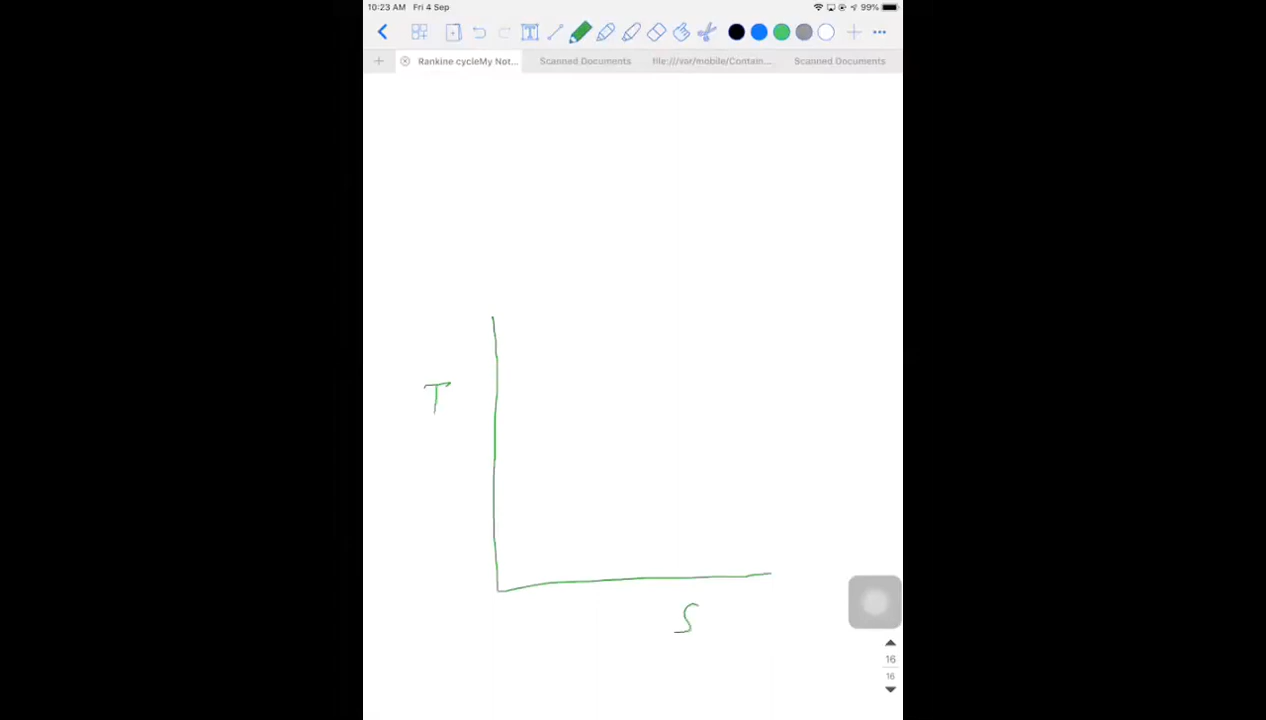 10:23 AM Fri 4 Sep 99%
Rankine cycleMy Not... Scanned Documents file:///var/mobile/Contain... Scanned Documents
T
S
16
16